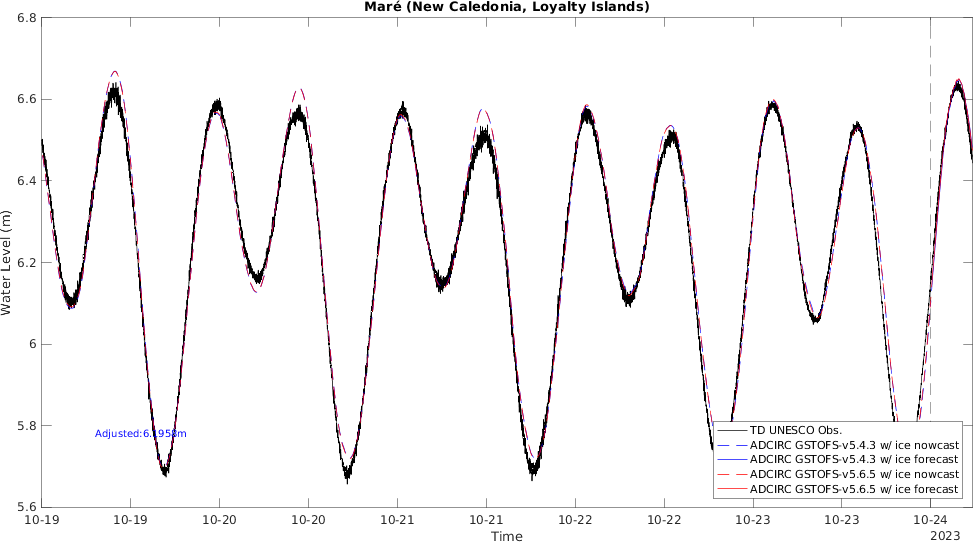 Maré (New Caledonia, Loyalty Islands)
6.8
6.6
6.4
6.2
6
5.8
5.6
Water Level (m)
Adjusted:6.1958m
TD UNESCO Obs.
ADCIRC GSTOFS-v5.4.3 w/ ice nowcast
ADCIRC GSTOFS-v5.4.3 w/ ice forecast
ADCIRC GSTOFS-v5.6.5 w/ ice nowcast
ADCIRC GSTOFS-v5.6.5 w/ ice forecast
10-19 10-19 10-20 10-20 10-21 10-21 10-22 10-22 10-23 10-23 10-24
2023
Time